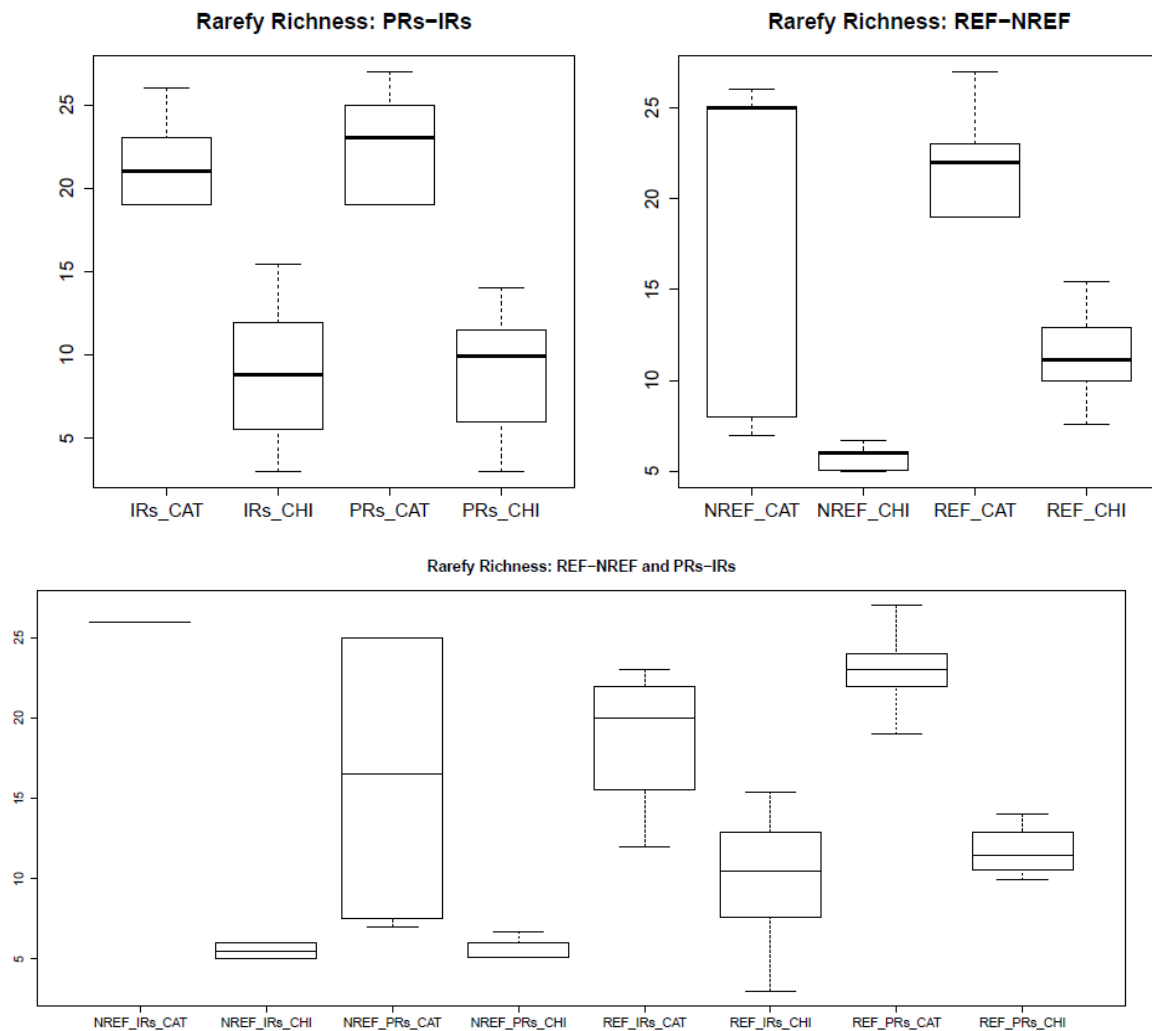 Rarefy Richness: PRs−IRs
25
20
15
10
5
IRs_CAT IRs_CHI PRs_CAT PRs_CHI
Rarefy Richness: REF−NREF
25
20
15
10
5
NREF_CAT NREF_CHI REF_CAT REF_CHI
Rarefy Richness: REF−NREF and PRs−IRs
25
20
15
10
5
NREF_IRs_CAT NREF_IRs_CHI NREF_PRs_CAT NREF_PRs_CHI REF_IRs_CAT REF_IRs_CHI REF_PRs_CAT REF_PRs_CHI